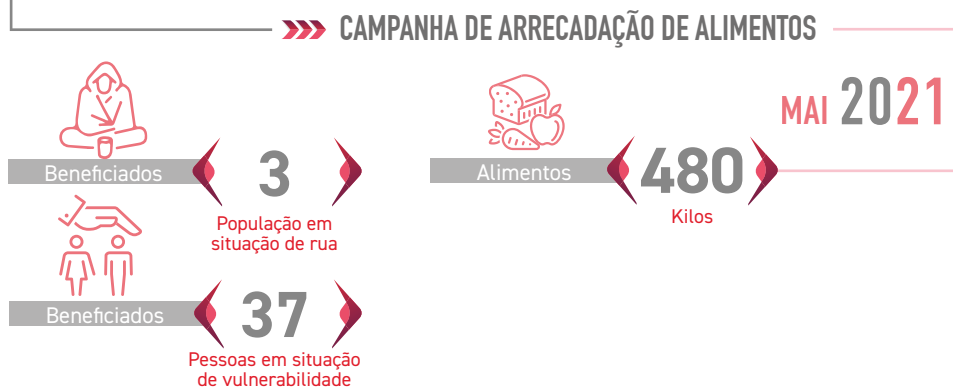 CAMPANHA DE ARRECADAÇÃO DE ALIMENTOS
MAI 2021
Beneficiados
3
População em
situação de rua
Alimentos
480
Kilos
Beneficiados
37
Pessoas em situação
de vulnerabilidade